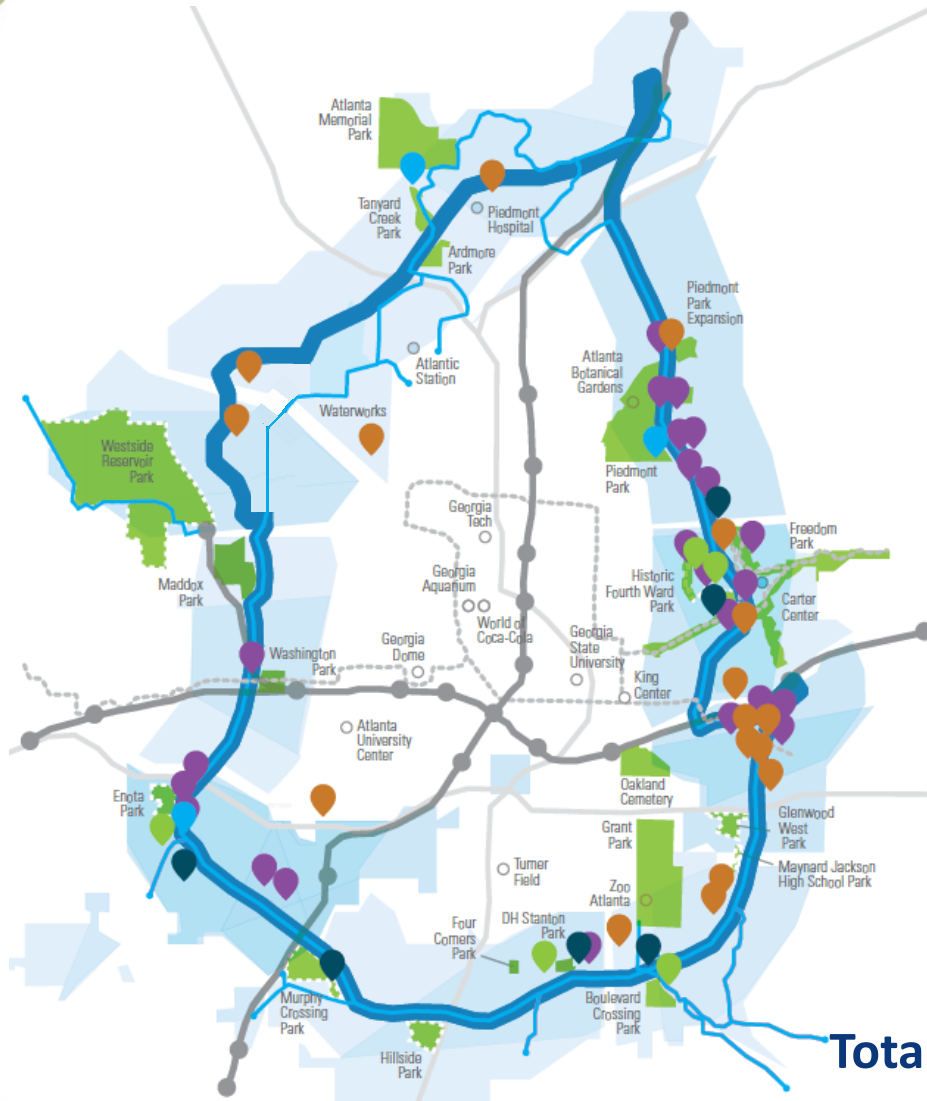 Atlanta
Memorial
Park
Tanyard
Creek
Park
Piedmont
Hospital
Ardmore
Park
Piedmont
Park
Expansion
Atlanta
Botanical
Gardens
Atlantic
Station
Waterworks
Westside
Reservoir
Park
Piedmont
Park
Georgia
Tech
Freedom
Park
Maddox
Park
Georgia
Aquarium
Historic
Fourth Ward
Park
World of
Coca-Cola
Carter
Center
Georgia
State
University
Georgia
Dome
Washington
Park
King
Center
Atlanta
University
Center
Enota
Park
Oakland
Cemetery
Glenwood
West
Park
Grant
Park
Maynard Jackson
High School Park
Turner
Field
Zoo
Atlanta
Four
Corners
Park
DH Stanton
Park
Murphy
Crossing
Park
Boulevard
Crossing
Park
Hillside
Park
Tota